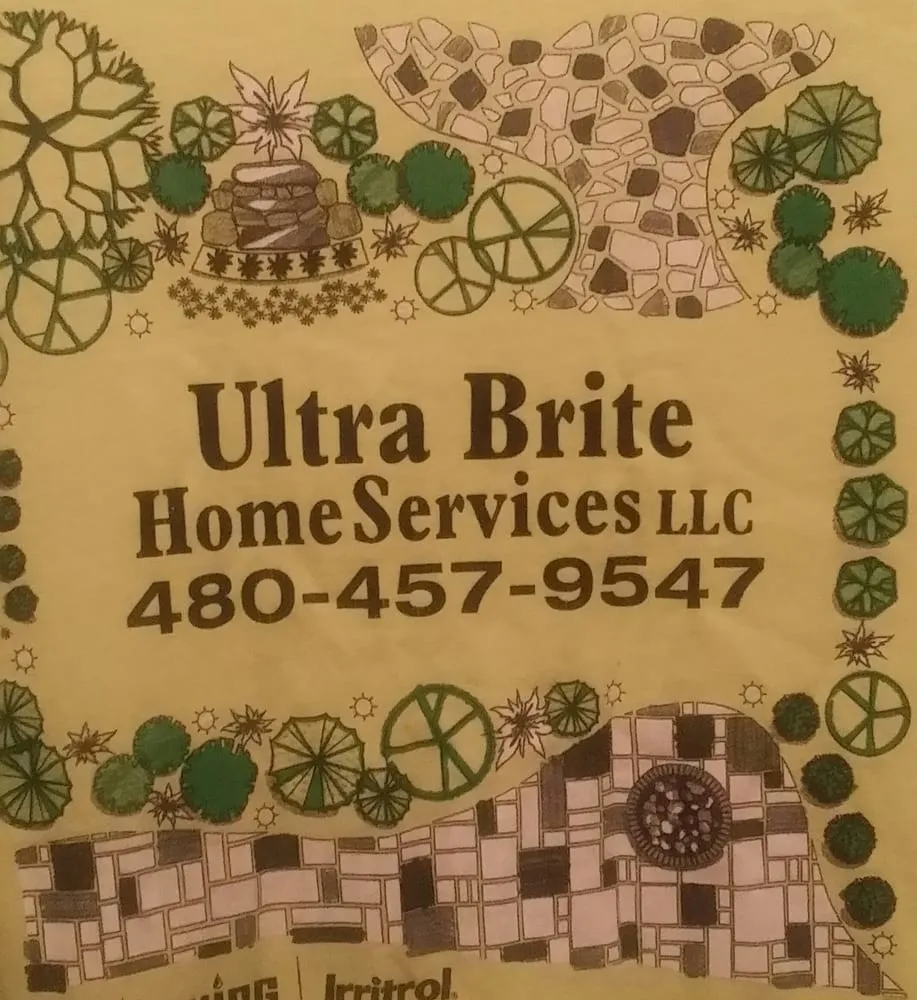 Ultra Brite
Home Services LLC
480-457-9547
Irritrol